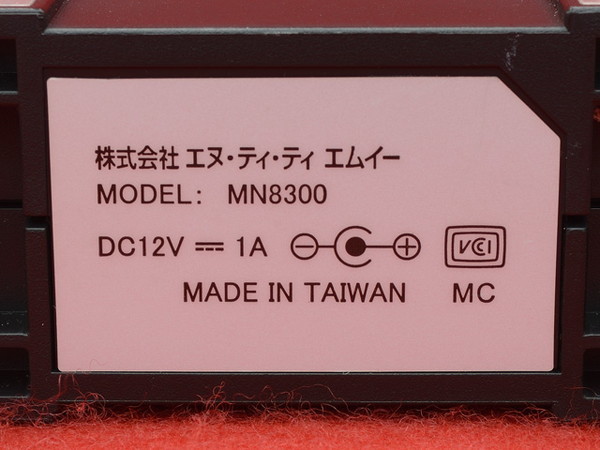 株式会社 エヌ・ティ・ティ エムイー
MODEL: MN8300
DC12V ⎓ 1A VCCI
MADE IN TAIWAN MC